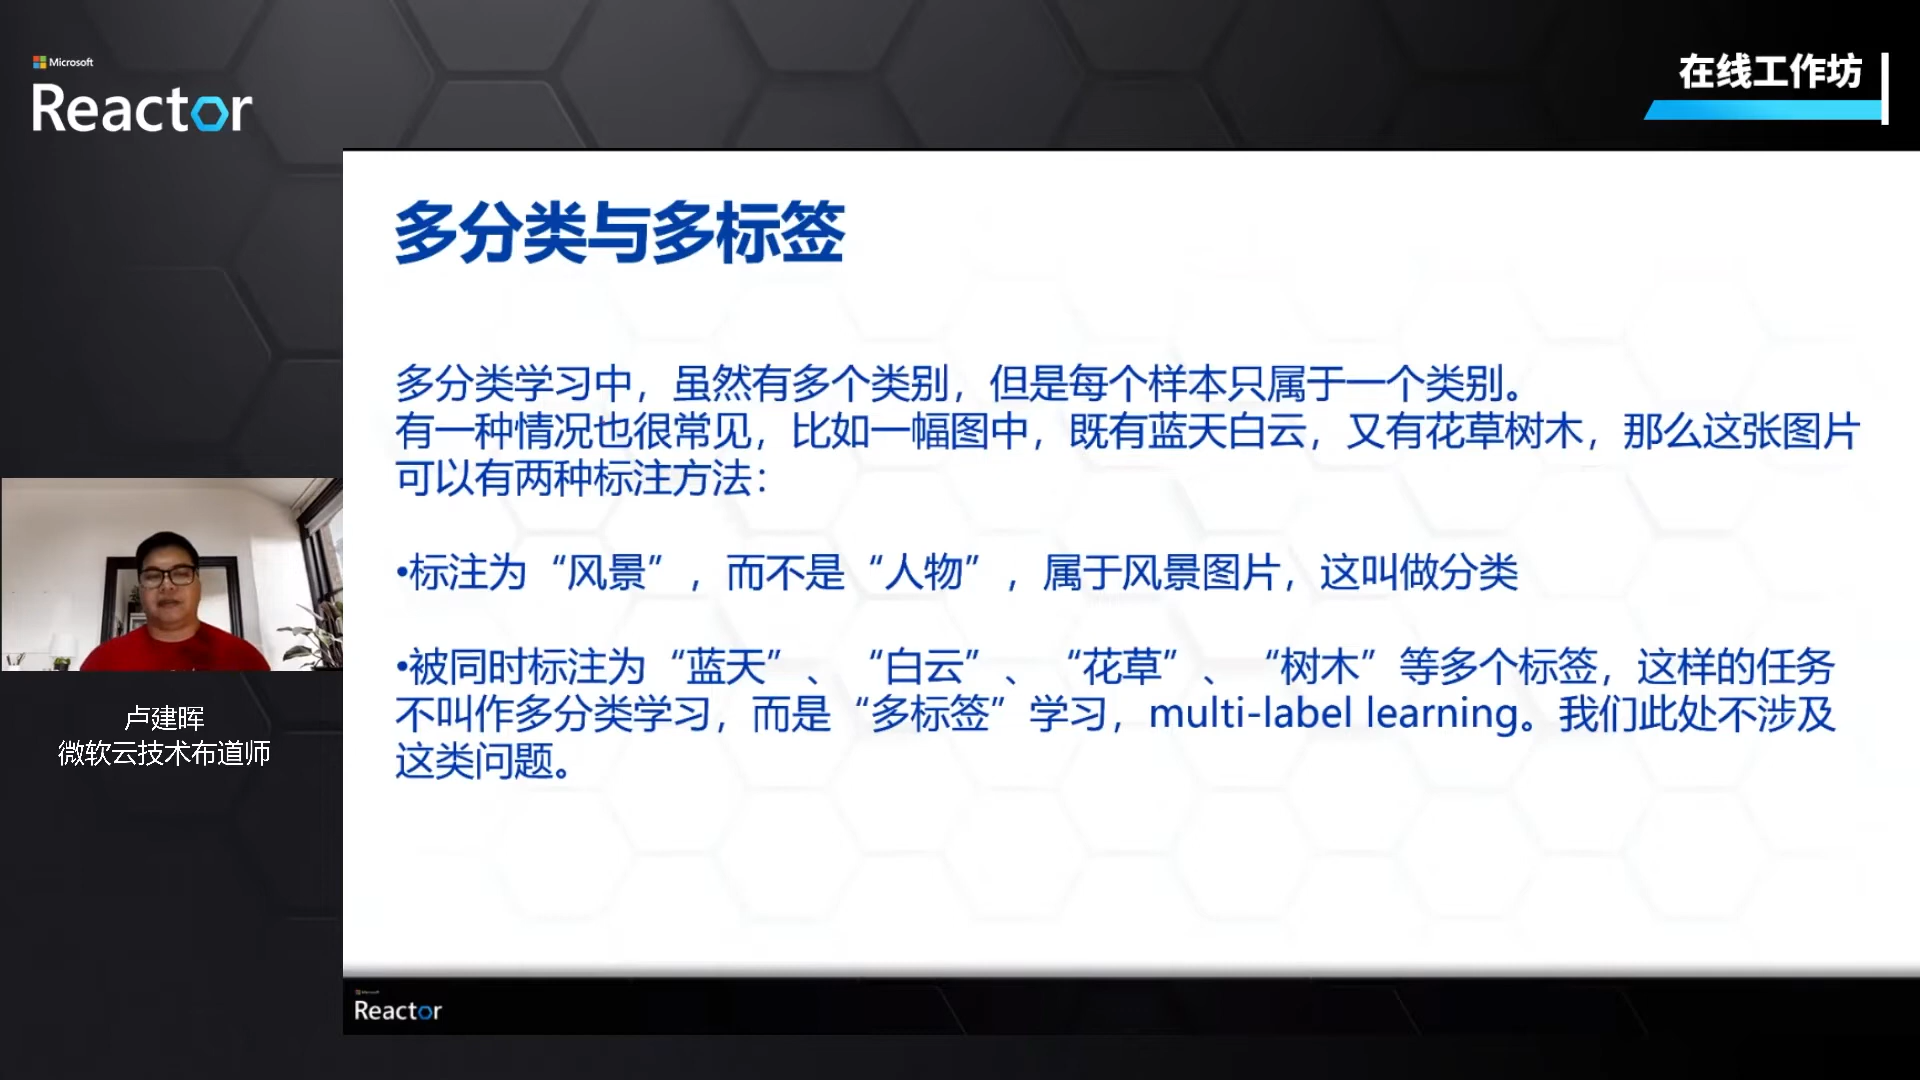 Microsoft
Reactor
在线工作坊
多分类与多标签
多分类学习中，虽然有多个类别，但是每个样本只属于一个类别。
有一种情况也很常见，比如一幅图中，既有蓝天白云，又有花草树木，那么这张图片
可以有两种标注方法：
•标注为“风景”，而不是“人物”，属于风景图片，这叫做分类
•被同时标注为“蓝天”、“白云”、“花草”、“树木”等多个标签，这样的任务
不叫作多分类学习，而是“多标签”学习，multi-label learning。我们此处不涉及
这类问题。
卢建晖
微软云技术布道师
Microsoft
Reactor